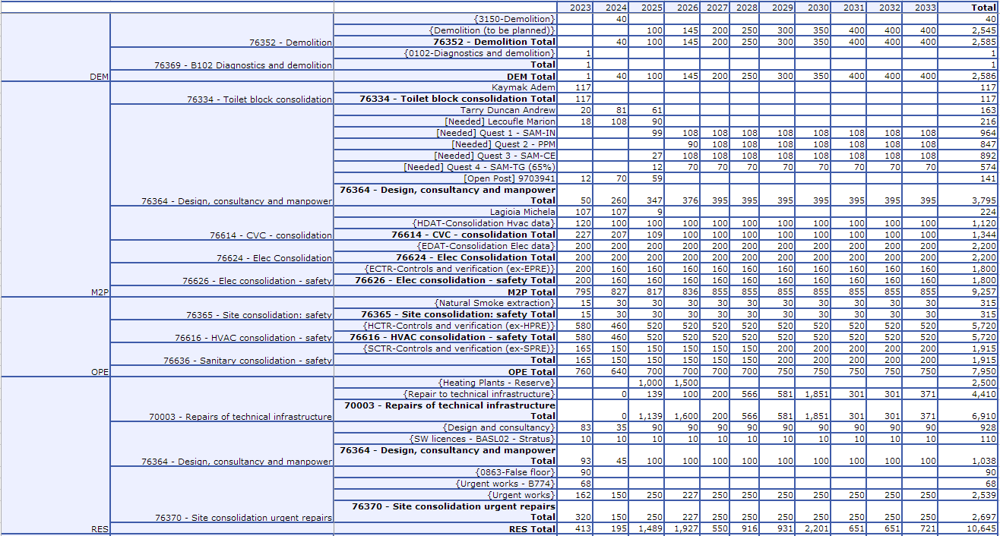 2023 2024 2025 2026 2027 2028 2029 2030 2031 2032 2033 Total
{3150-Demolition} 40 40
{Demolition (to be planned)} 100 145 200 250 300 350 400 400 400 2,545
76352 - Demolition 76352 - Demolition Total 40 100 145 200 250 300 350 400 400 400 2,585
{0102-Diagnostics and demolition} 1 1
76369 - B102 Diagnostics and demolition Total 1 1
DEM DEM Total 1 40 100 145 200 250 300 350 400 400 400 2,586
Kaymak Adem 117 117
76334 - Toilet block consolidation 76334 - Toilet block consolidation Total 117 117
Tarry Duncan Andrew 20 81 61 163
[Needed] Lecoufle Marion 18 108 90 216
[Needed] Quest 1 - SAM-IN 99 108 108 108 108 108 108 108 108 964
[Needed] Quest 2 - PPM 90 108 108 108 108 108 108 108 847
[Needed] Quest 3 - SAM-CE 27 108 108 108 108 108 108 108 108 892
[Needed] Quest 4 - SAM-TG (65%) 12 70 70 70 70 70 70 70 70 574
[Open Post] 9703941 12 70 59 141
76364 - Design, consultancy and manpower
76364 - Design, consultancy and manpower Total 50 260 347 376 395 395 395 395 395 395 395 3,795
Lagioia Michela 107 107 9 224
{HDAT-Consolidation Hvac data} 120 100 100 100 100 100 100 100 100 100 100 1,120
76614 - CVC - consolidation 76614 - CVC - consolidation Total 227 207 109 100 100 100 100 100 100 100 100 1,344
{EDAT-Consolidation Elec data} 200 200 200 200 200 200 200 200 200 200 200 2,200
76624 - Elec Consolidation 76624 - Elec Consolidation Total 200 200 200 200 200 200 200 200 200 200 200 2,200
{ECTR-Controls and verification (ex-EPRE)} 200 160 160 160 160 160 160 160 160 160 160 1,800
76626 - Elec consolidation - safety 76626 - Elec consolidation - safety Total 200 160 160 160 160 160 160 160 160 160 160 1,800
M2P M2P Total 795 827 817 836 855 855 855 855 855 855 855 9,257
{Natural Smoke extraction} 15 30 30 30 30 30 30 30 30 30 30 315
76365 - Site consolidation: safety 76365 - Site consolidation: safety Total 15 30 30 30 30 30 30 30 30 30 30 315
{HCTR-Controls and verification (ex-HPRE)} 580 460 520 520 520 520 520 520 520 520 520 5,720
76616 - HVAC consolidation - safety 76616 - HVAC consolidation - safety Total 580 460 520 520 520 520 520 520 520 520 520 5,720
{SCTR-Controls and verification (ex-SPRE)} 165 150 150 150 150 150 200 200 200 200 200 1,915
76636 - Sanitary consolidation - safety Total 165 150 150 150 150 150 200 200 200 200 200 1,915
OPE OPE Total 760 640 700 700 700 700 750 750 750 750 750 7,950
{Heating Plants - Reserve} 1,000 1,500 2,500
{Repair to technical infrastructure} 0 139 100 200 566 581 1,851 301 301 371 4,410
70003 - Repairs of technical infrastructure
70003 - Repairs of technical infrastructure Total 0 1,139 1,600 200 566 581 1,851 301 301 371 6,910
{Design and consultancy} 83 35 90 90 90 90 90 90 90 90 90 928
{SW licences - BASL02 - Stratus} 10 10 10 10 10 10 10 10 10 10 10 110
76364 - Design, consultancy and manpower
76364 - Design, consultancy and manpower Total 93 45 100 100 100 100 100 100 100 100 100 1,038
{0863-False floor} 90 90
{Urgent works - B774} 68 68
{Urgent works} 162 150 250 227 250 250 250 250 250 250 250 2,539
76370 - Site consolidation urgent repairs
76370 - Site consolidation urgent repairs Total 320 150 250 227 250 250 250 250 250 250 250 2,697
RES RES Total 413 195 1,489 1,927 550 916 931 2,201 651 651 721 10,645